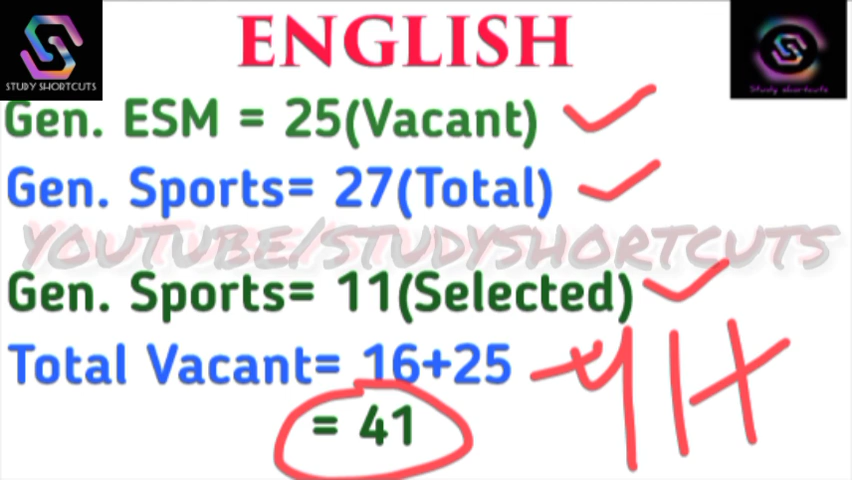 ENGLISH
STUDY SHORTCUTS
Study shortcuts
Gen. ESM = 25(Vacant)
Gen. Sports= 27(Total)
YOUTUBE/STUDYSHORTCUTS
Gen. Sports= 11(Selected)
Total Vacant= 16+25
= 41
41+